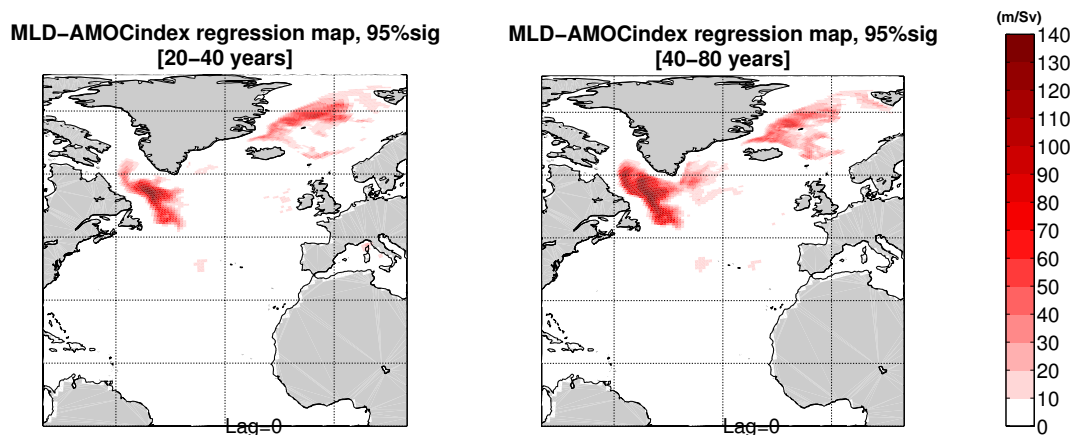 MLD−AMOCindex regression map, 95%sig
[20−40 years]
Lag=0
MLD−AMOCindex regression map, 95%sig
[40−80 years]
Lag=0
(m/Sv)
140
130
120
110
100
90
80
70
60
50
40
30
20
10
0